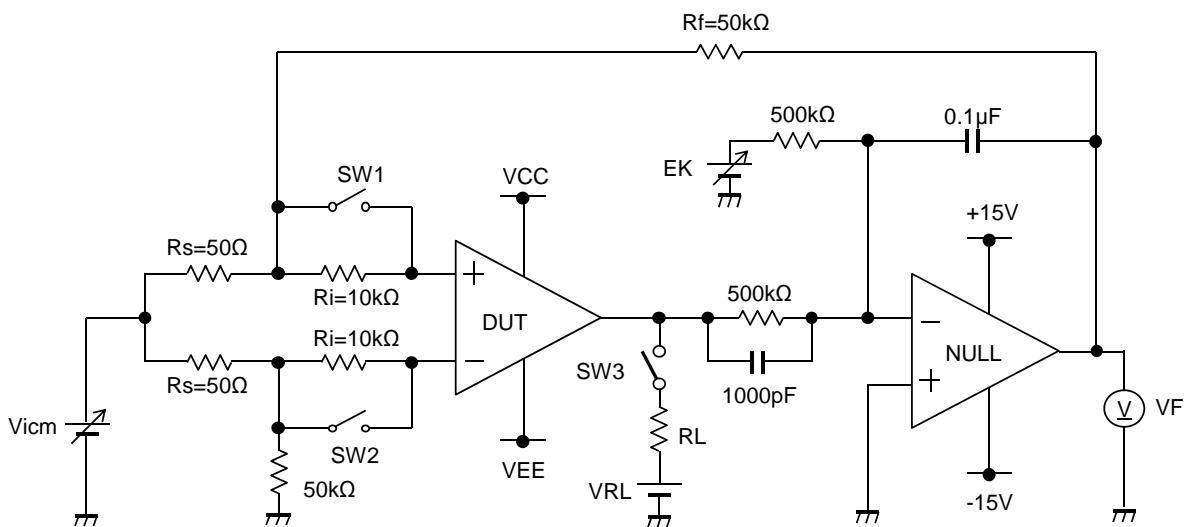 Rf=50kΩ
500kΩ
0.1μF
EK
SW1
VCC
+15V
Rs=50Ω
Ri=10kΩ
500kΩ
DUT
Ri=10kΩ
NULL
Rs=50Ω
SW3
1000pF
Vicm
V
VF
SW2
RL
VEE
50kΩ
VRL
-15V